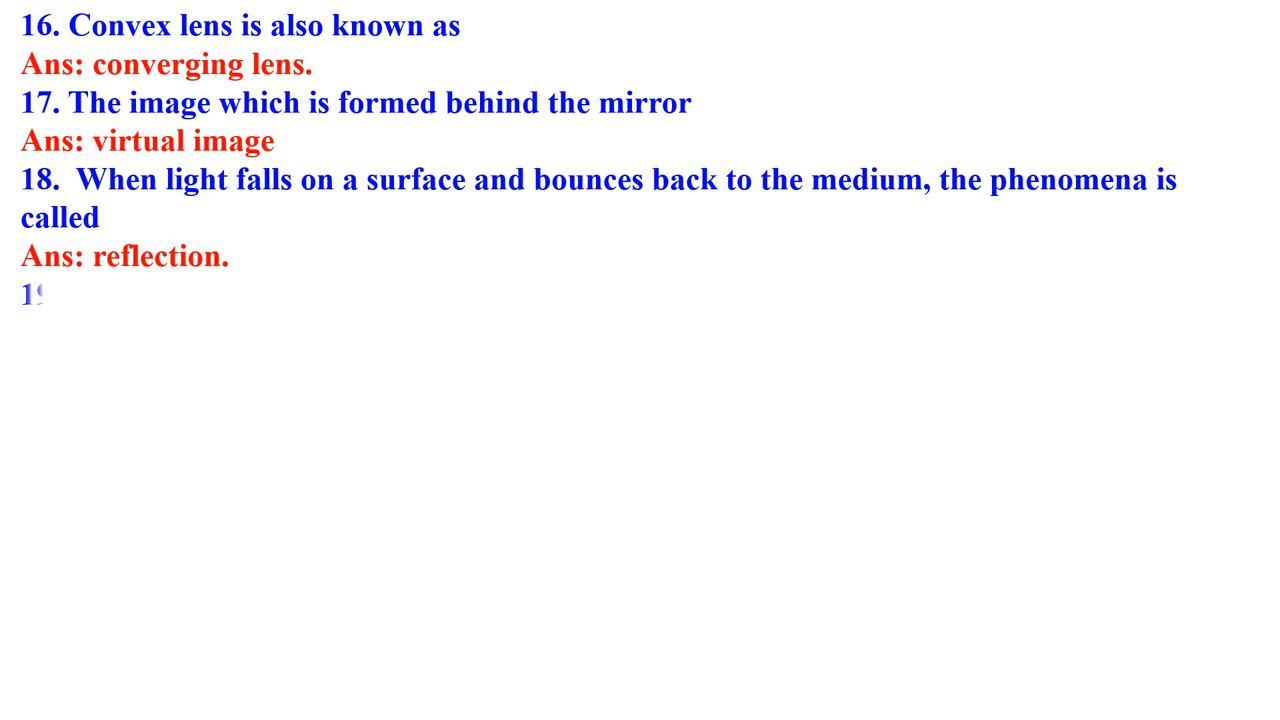 16. Convex lens is also known as
Ans: converging lens.
17. The image which is formed behind the mirror
Ans: virtual image
18.  When light falls on a surface and bounces back to the medium, the phenomena is
called
Ans: reflection.
19